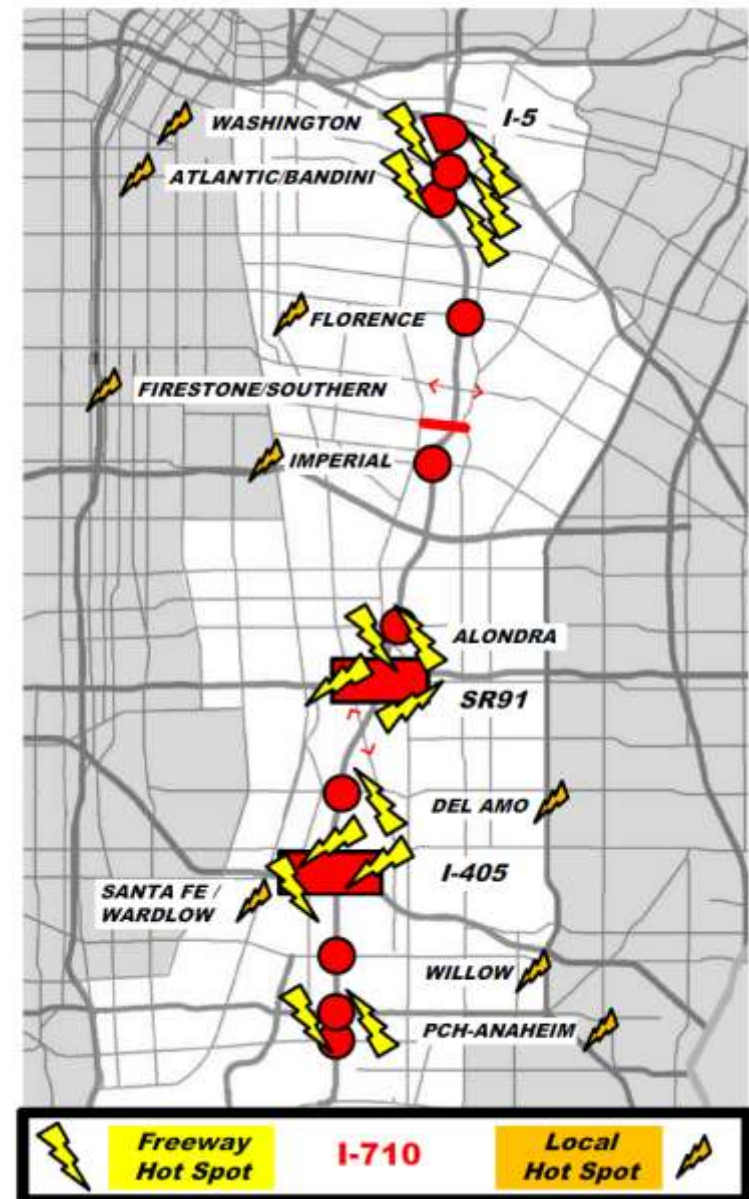 I-5
WASHINGTON
ATLANTIC/BANDINI
FLORENCE
FIRESTONE/SOUTHERN
IMPERIAL
ALONDRA
SR91
DEL AMO
I-405
SANTA FE /
WARDLOW
WILLOW
PCH-ANAHEIM
Freeway
Hot Spot
I-710
Local
Hot Spot